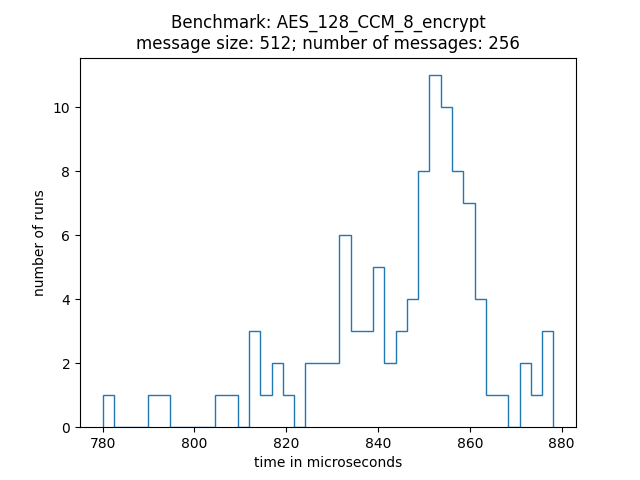 Benchmark: AES_128_CCM_8_encrypt
message size: 512; number of messages: 256
10
8
6
4
2
0
number of runs
780 800 820 840 860 880
time in microseconds